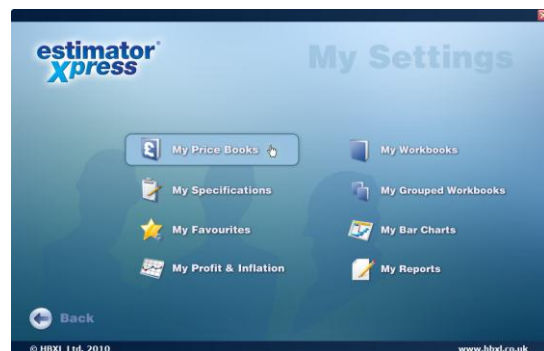 estimator
Xpress
My Settings
My Price Books
My Workbooks
My Specifications
My Grouped Workbooks
My Favourites
My Bar Charts
My Profit & Inflation
My Reports
Back
© HBXL Ltd. 2010
www.hbxl.co.uk